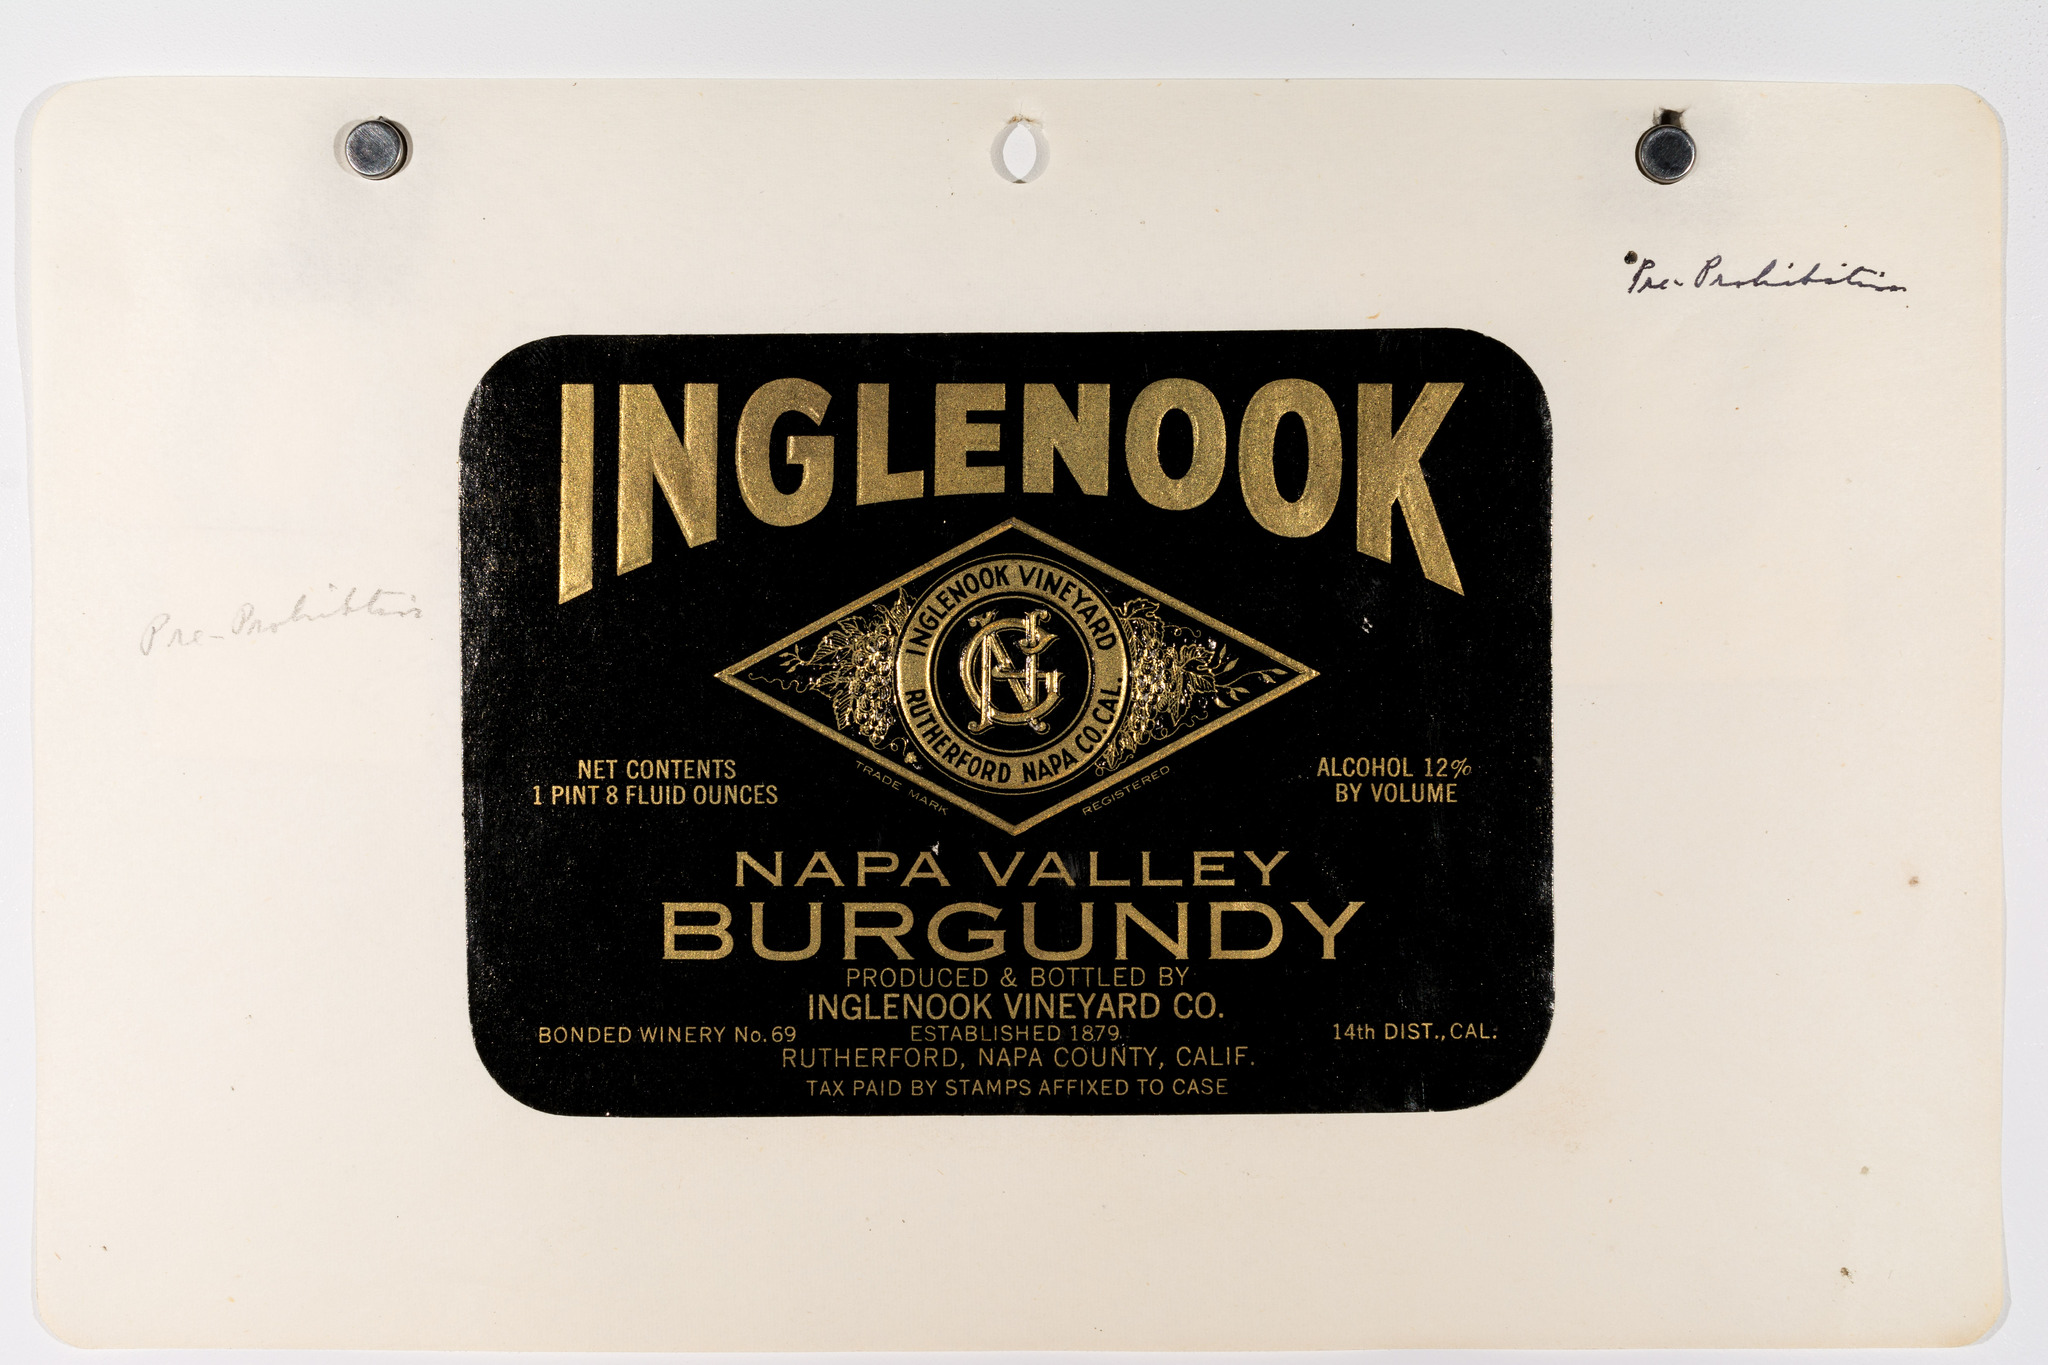 Pre-Prohibition
INGLENOOK
Pre-Prohibition
INGLENOOK VINEYARD
RUTHERFORD NAPA CO. CAL.
TRADE MARK
REGISTERED
NET CONTENTS
1 PINT 8 FLUID OUNCES
ALCOHOL 12%
BY VOLUME
NAPA VALLEY
BURGUNDY
PRODUCED & BOTTLED BY
INGLENOOK VINEYARD CO.
BONDED WINERY No. 69
ESTABLISHED 1879
14th DIST., CAL.
RUTHERFORD, NAPA COUNTY, CALIF.
TAX PAID BY STAMPS AFFIXED TO CASE